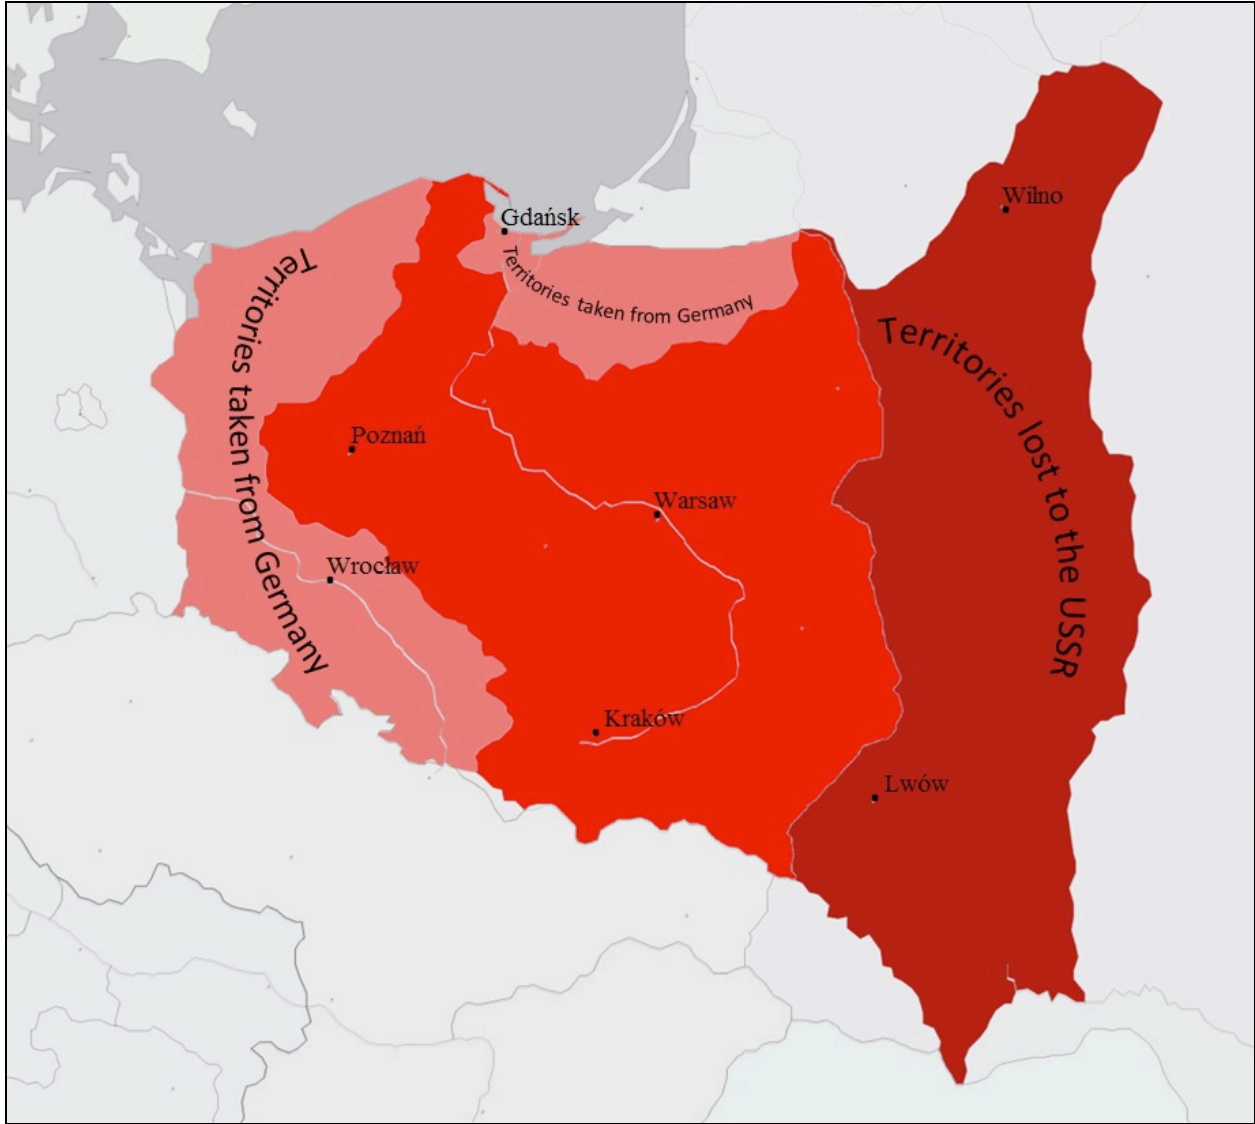 Wilno
Gdańsk
Territories taken from Germany
Territories taken from Germany
Territories lost to the USSR
Poznań
Warsaw
Wrocław
Kraków
Lwów